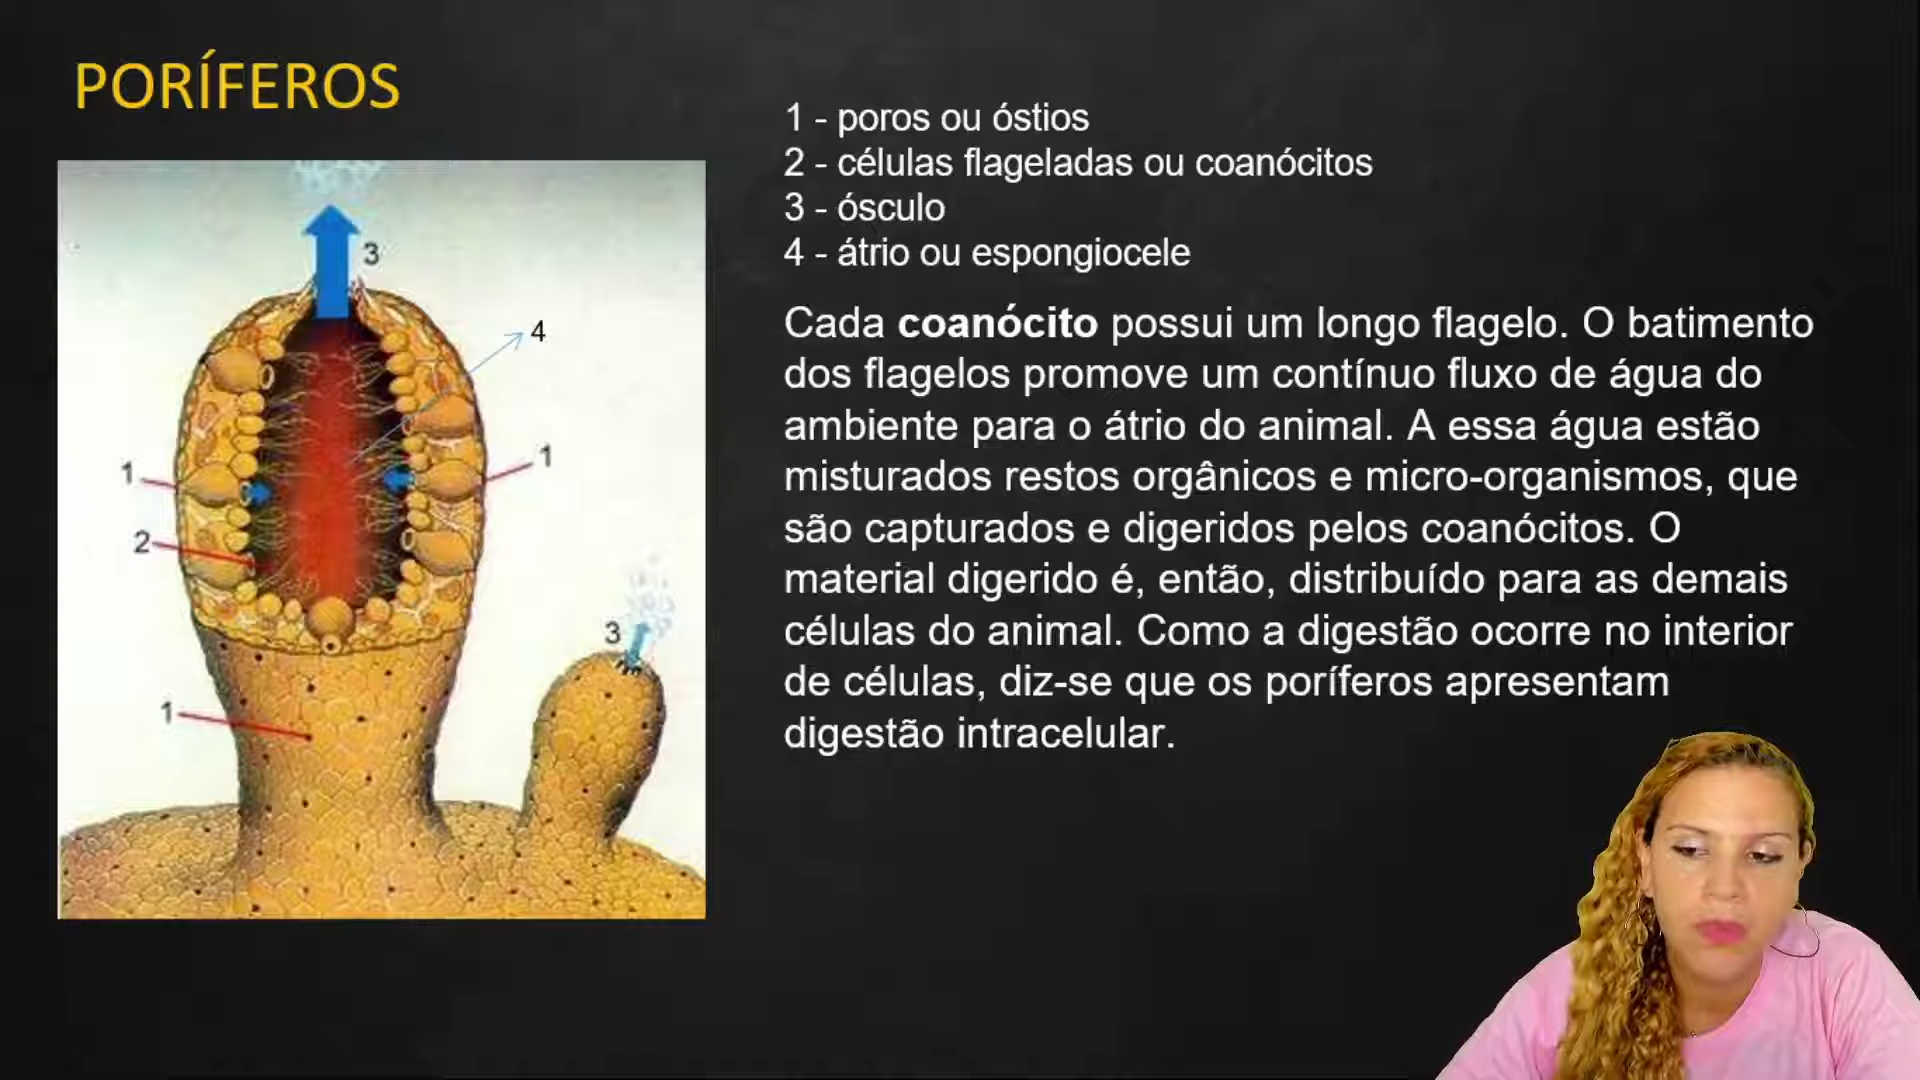 PORÍFEROS
1 - poros ou óstios
2 - células flageladas ou coanócitos
3 - ósculo
4 - átrio ou espongiocele
Cada coanócito possui um longo flagelo. O batimento
dos flagelos promove um contínuo fluxo de água do
ambiente para o átrio do animal. A essa água estão
misturados restos orgânicos e micro-organismos, que
são capturados e digeridos pelos coanócitos. O
material digerido é, então, distribuído para as demais
células do animal. Como a digestão ocorre no interior
de células, diz-se que os poríferos apresentam
digestão intracelular.
3
4
1
1
2
3
1